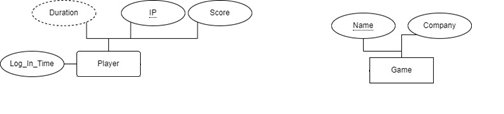 Duration
IP
Score
Name
Company
Log_In_Time
Player
Game